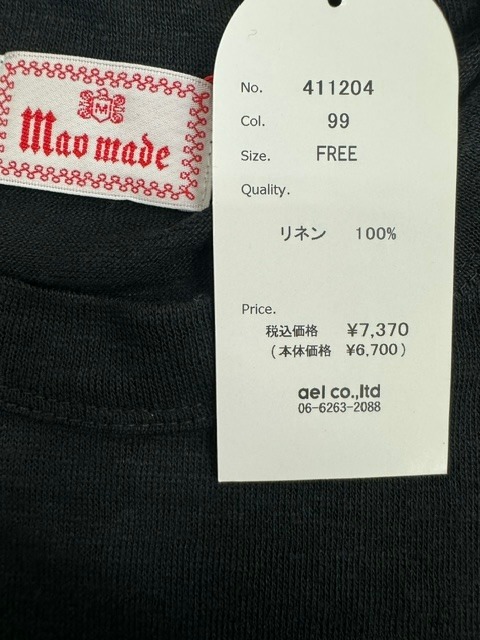 M
Mao made
No. 411204
Col. 99
Size. FREE
Quality.
リネン 100%
Price.
税込価格 ¥7,370
(本体価格 ¥6,700)
ael co.,ltd
06-6263-2088